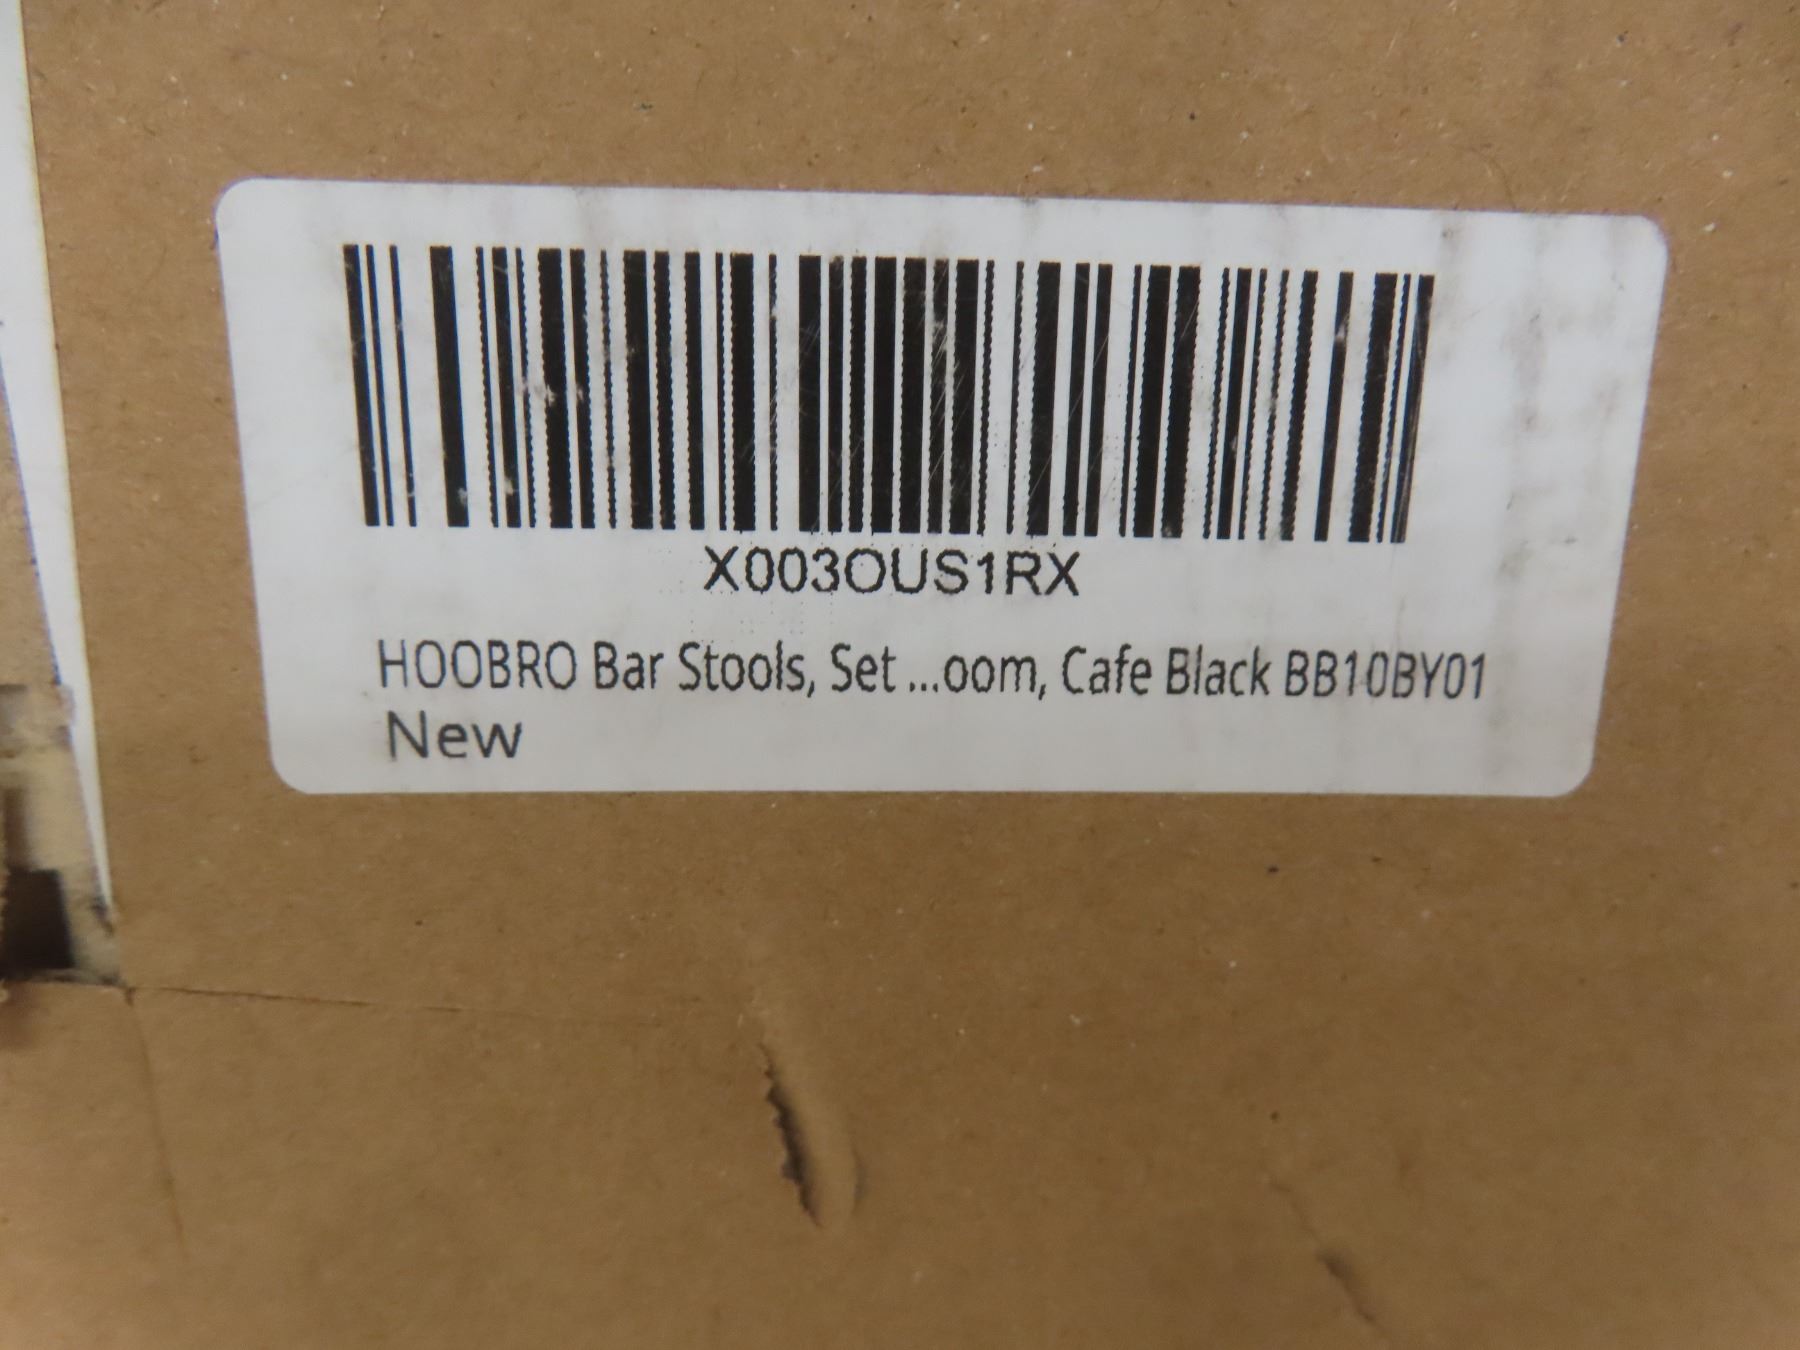 X003OUS1RX
HOOBRO Bar Stools, Set ...oom, Cafe Black BB10BY01
New